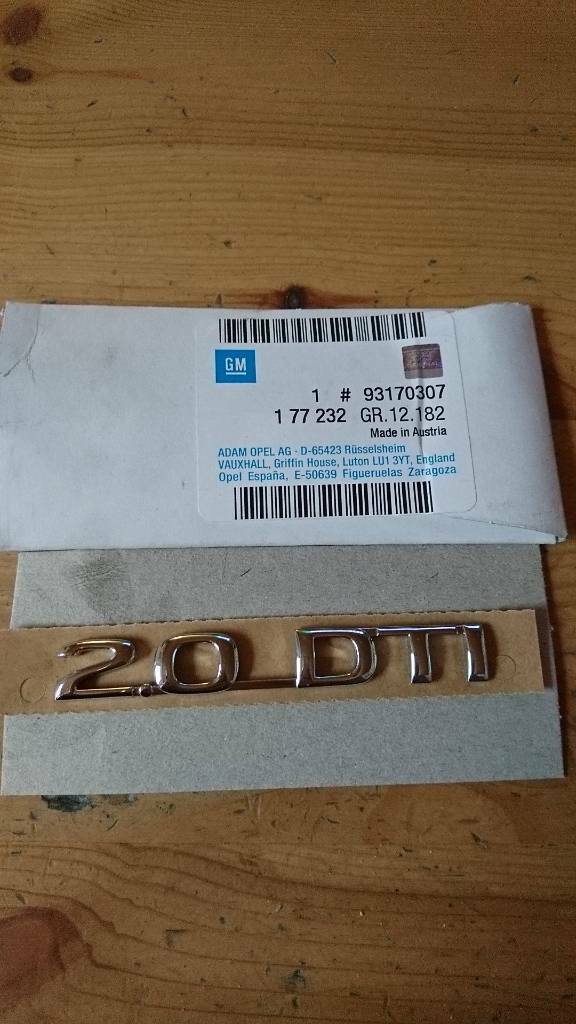 GM
1 # 93170307
1 77 232 GR.12.182
Made in Austria
ADAM OPEL AG · D-65423 Rüsselsheim
VAUXHALL, Griffin House, Luton LU1 3YT, England
Opel España, E-50639 Figueruelas Zaragoza
2.0 DTI